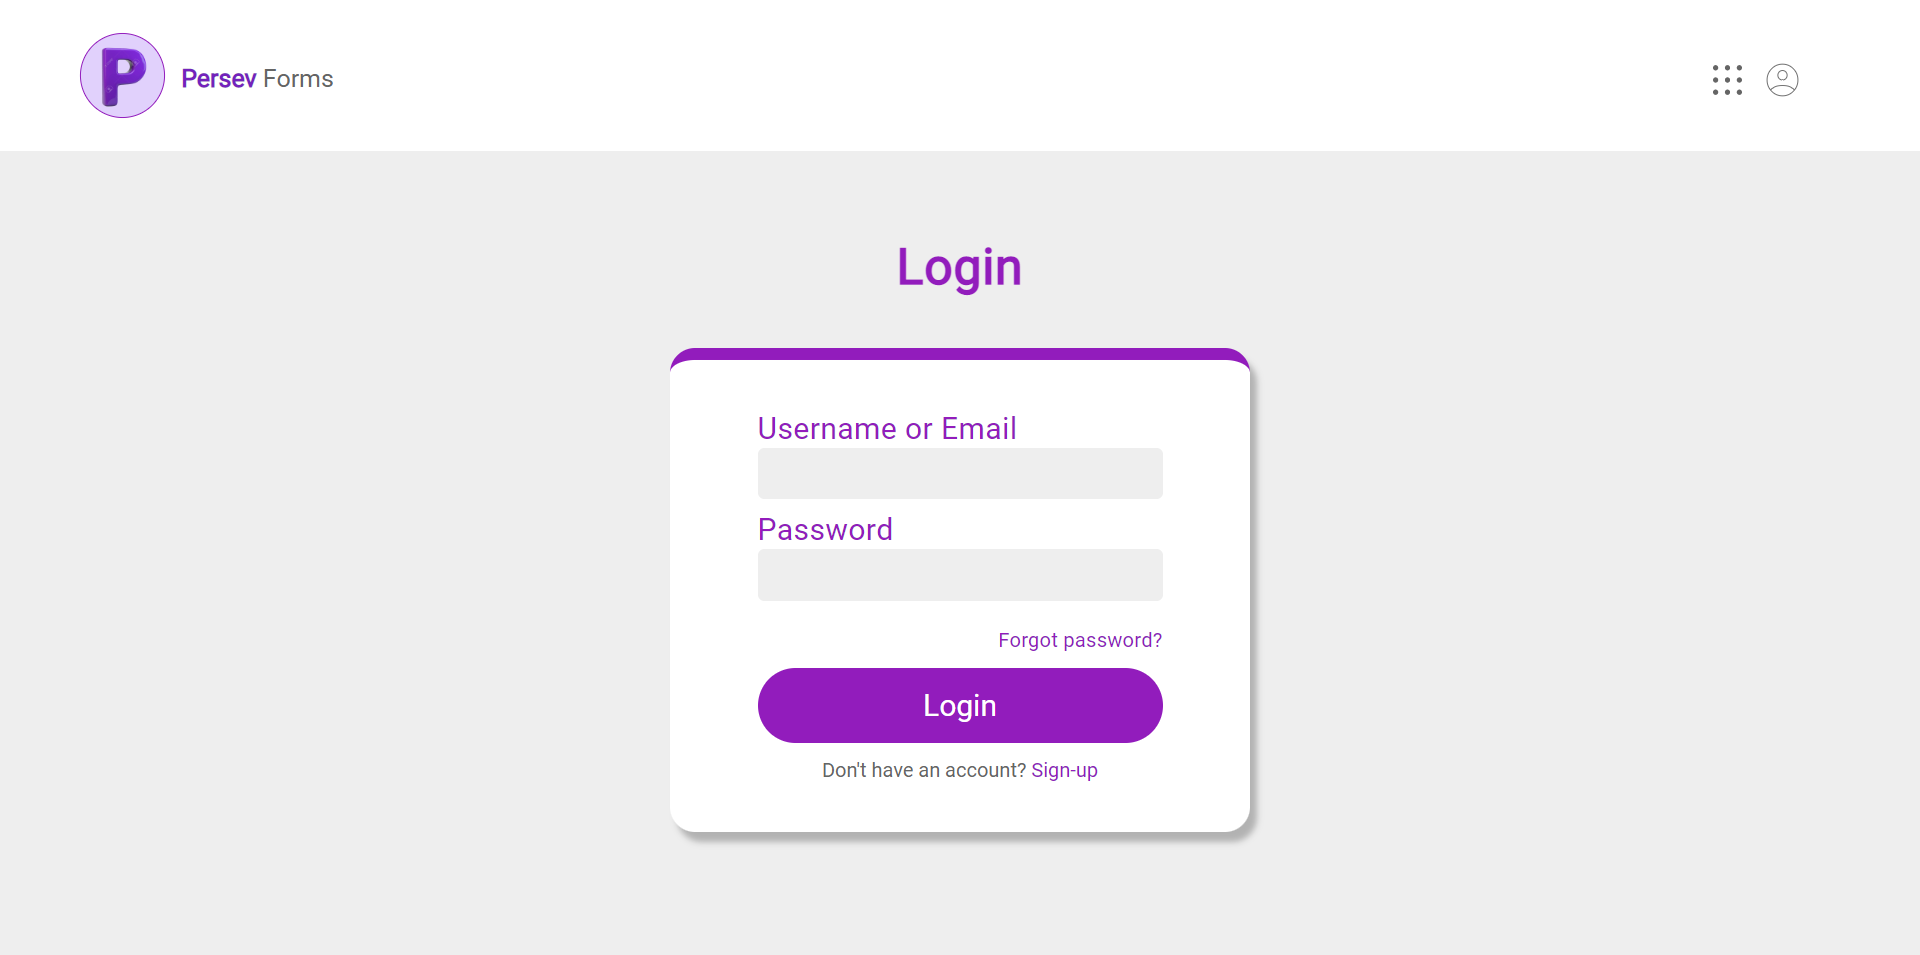 P
Persev Forms
Login
Username or Email
Password
Forgot password?
Login
Don't have an account? Sign-up